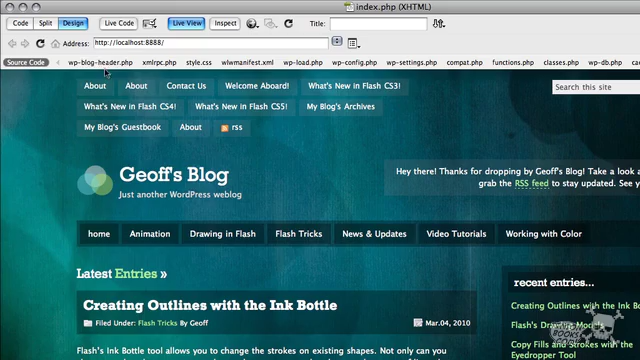 index.php (XHTML)
Code Split Design Live Code Live View Inspect Title:
Address: http://localhost:8888/
Source Code wp-blog-header.php xmlrpc.php style.css wlwmanifest.xml wp-login.php wp-config.php wp-settings.php compat.php functions.php classes.php wp-db.php
About About Contact Us Welcome Aboard! What's New in Flash CS3! Search this site
What's New in Flash CS4! What's New in Flash CS5! My Blog's Archives
My Blog's Guestbook About rss
Geoff's Blog
Just another WordPress weblog
Hey there! Thanks for dropping by Geoff's Blog! Take a look
grab the RSS feed to stay updated. See
home Animation Drawing in Flash Flash Tricks News & Updates Video Tutorials Working with Color
Latest Entries »
Creating Outlines with the Ink Bottle
Filed Under: Flash Tricks By Geoff Mar.04, 2010
Flash's Ink Bottle tool allows you to change the strokes on existing shapes. Not only can you
recent entries...
Creating Outlines with the Ink
Flash's Drawing
Copy Fills and Strokes with
Eyedropper Tool